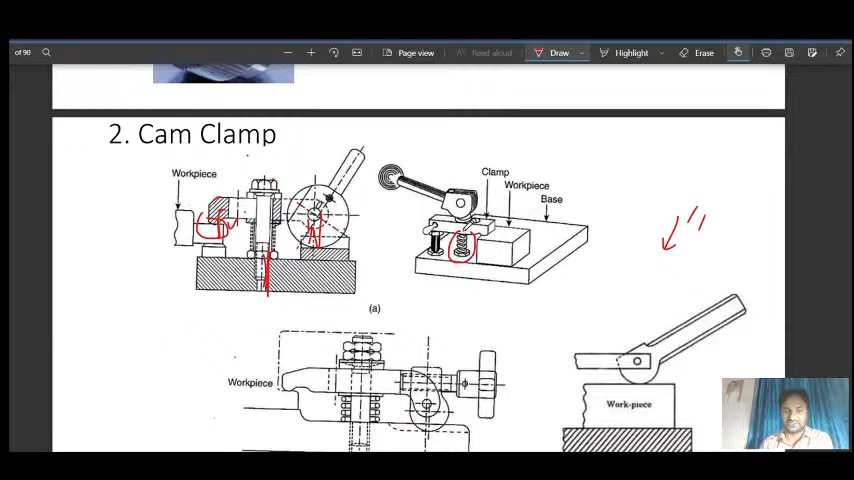 of 90
Page view
Read aloud
Draw
Highlight
Erase
2. Cam Clamp
Workpiece
Clamp
Workpiece
Base
(a)
Workpiece
Work-piece